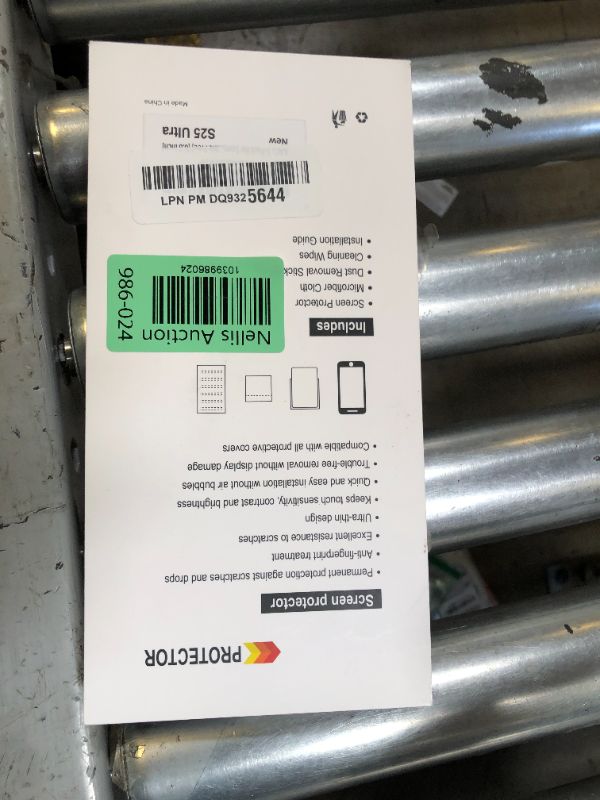 PROTECTOR
Screen protector
• Permanent protection against scratches and drops
• Anti-fingerprint treatment
• Excellent resistance to scratches
• Ultra-thin design
• Keeps touch sensitivity, contrast and brightness
• Quick and easy installation without air bubbles
• Trouble-free removal without display damage
• Compatible with all protective covers
Includes
• Screen Protector
• Microfiber Cloth
• Dust Removal Stick
• Cleaning Wipes
• Installation Guide
Nellis Auction
1039986024
986-024
LPN PM DQ9325644
New
S25 Ultra
Made in China